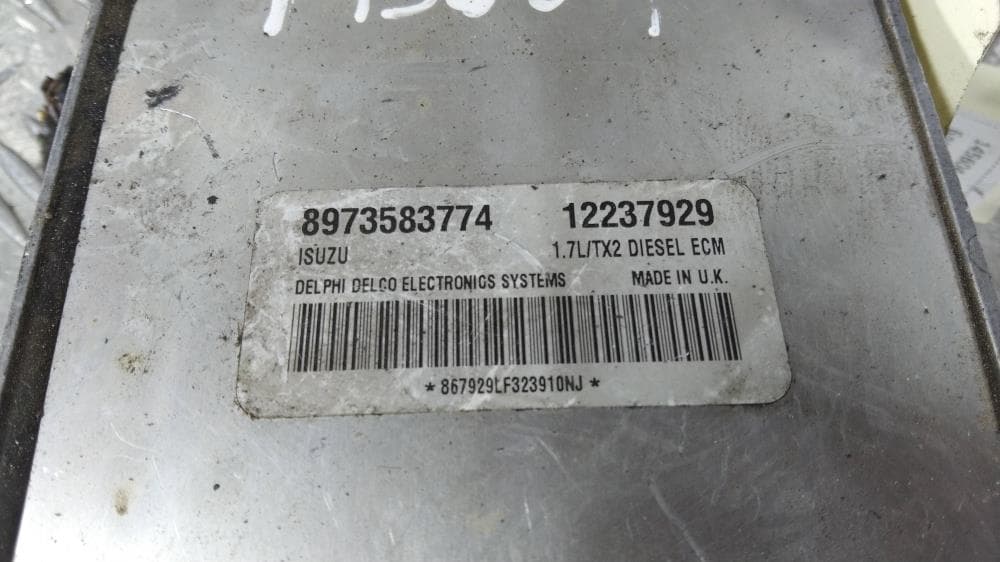 8973583774 12237929
ISUZU 1.7L/TX2 DIESEL ECM
DELPHI DELCO ELECTRONICS SYSTEMS MADE IN U.K.
*867929LF323910NJ*